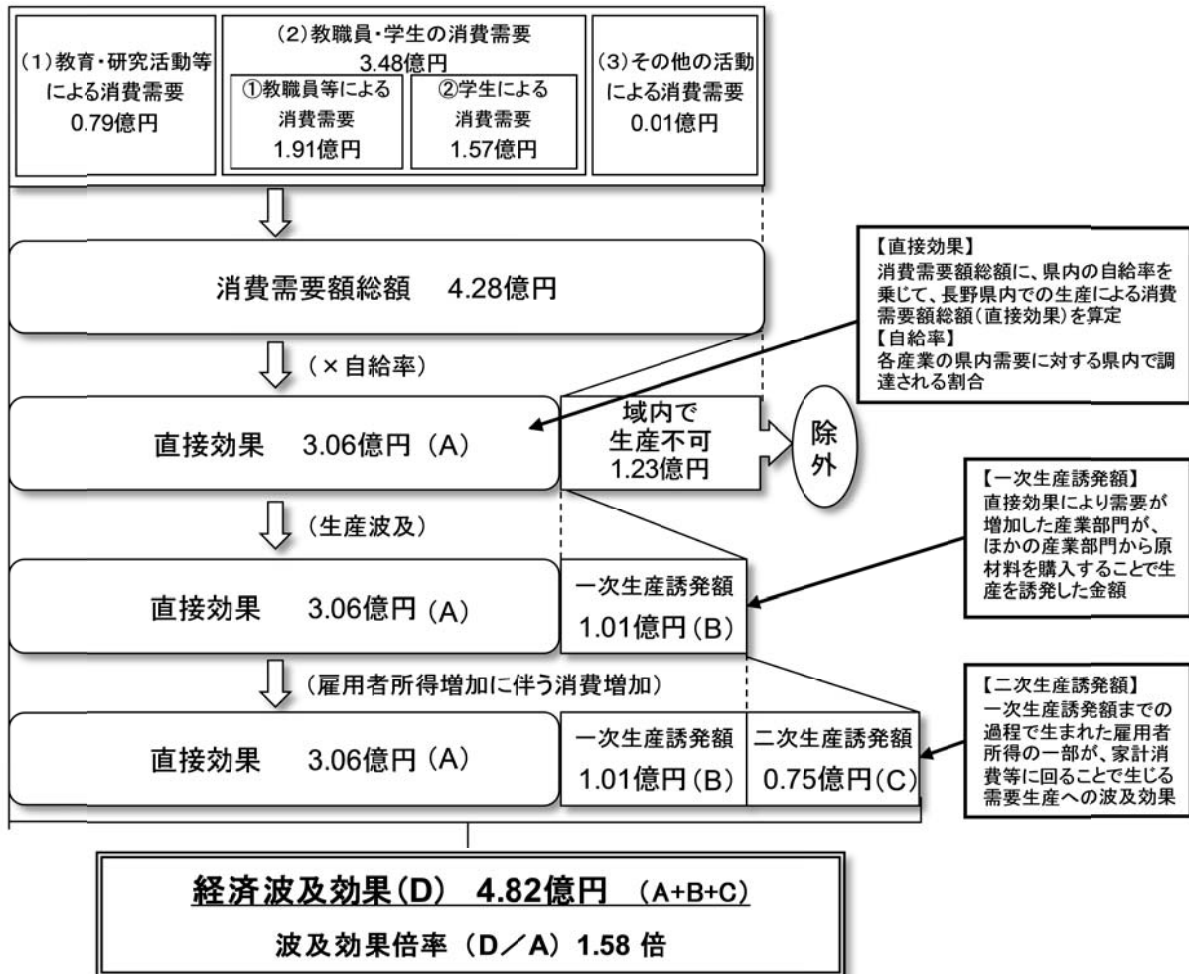 (1)教育・研究活動等
による消費需要
0.79億円
(2)教職員・学生の消費需要
3.48億円
①教職員等による
消費需要
1.91億円
②学生による
消費需要
1.57億円
(3)その他の活動
による消費需要
0.01億円
消費需要額総額 4.28億円
(×自給率)
【直接効果】
消費需要額総額に、県内の自給率を
乗じて、長野県内での生産による消費
需要額総額(直接効果)を算定
【自給率】
各産業の県内需要に対する県内で調
達される割合
直接効果 3.06億円(A)
域内で
生産不可
1.23億円
除
外
(生産波及)
【一次生産誘発額】
直接効果により需要が
増加した産業部門が、
ほかの産業部門から原
材料を購入することで生
産を誘発した金額
直接効果 3.06億円(A)
一次生産誘発額
1.01億円(B)
(雇用者所得増加に伴う消費増加)
【二次生産誘発額】
一次生産誘発額までの
過程で生まれた雇用者
所得の一部が、家計消
費等に回ることで生じる
需要生産への波及効果
直接効果 3.06億円(A)
一次生産誘発額
1.01億円(B)
二次生産誘発額
0.75億円(C)
経済波及効果(D) 4.82億円 (A+B+C)
波及効果倍率(D/A)1.58 倍